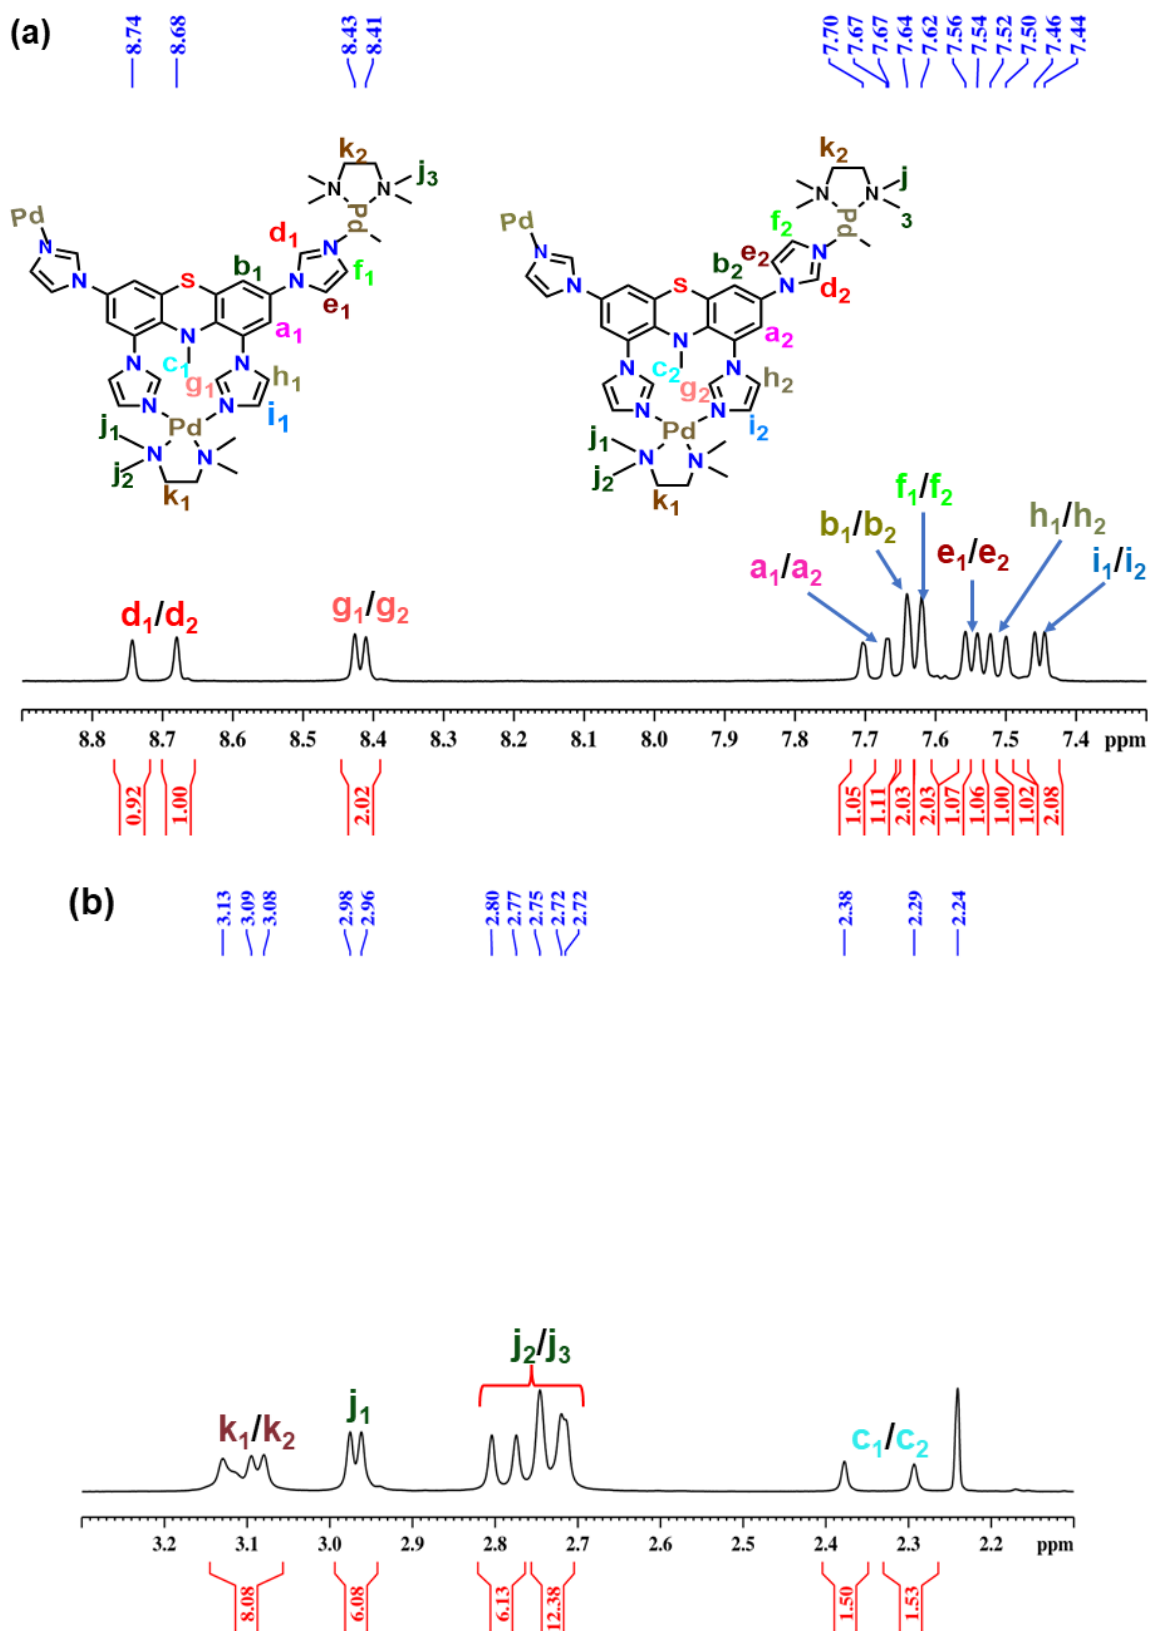 (a)
8.74 8.68 8.43 8.41 7.70 7.67 7.67 7.64 7.62 7.56 7.54 7.52 7.50 7.46 7.44
k2 k2
N N j3 N N j
Pd Pd 3
Pd d1 N Pd f2 N
N f1 N e2
N S b1 N N S b2 N d2
e1
N a1 N a2
N c1 N N c2 N
g1 h1 g2 h2
N N i1 N N i2
Pd Pd
j1 N N j1 N N
j2 j2
k1 k1
f1/f2
b1/b2 h1/h2
e1/e2
a1/a2 i1/i2
d1/d2 g1/g2
8.8 8.7 8.6 8.5 8.4 8.3 8.2 8.1 8.0 7.9 7.8 7.7 7.6 7.5 7.4 ppm
0.92 1.00 2.02 1.05 1.11 2.03 2.03 1.07 1.06 1.00 1.02 2.08
(b)
3.13 3.09 3.08 2.98 2.96 2.80 2.77 2.75 2.72 2.72 2.38 2.29 2.24
j2/j3
j1
k1/k2 c1/c2
3.2 3.1 3.0 2.9 2.8 2.7 2.6 2.5 2.4 2.3 2.2 ppm
8.08 6.08 6.13 12.38 1.50 1.53